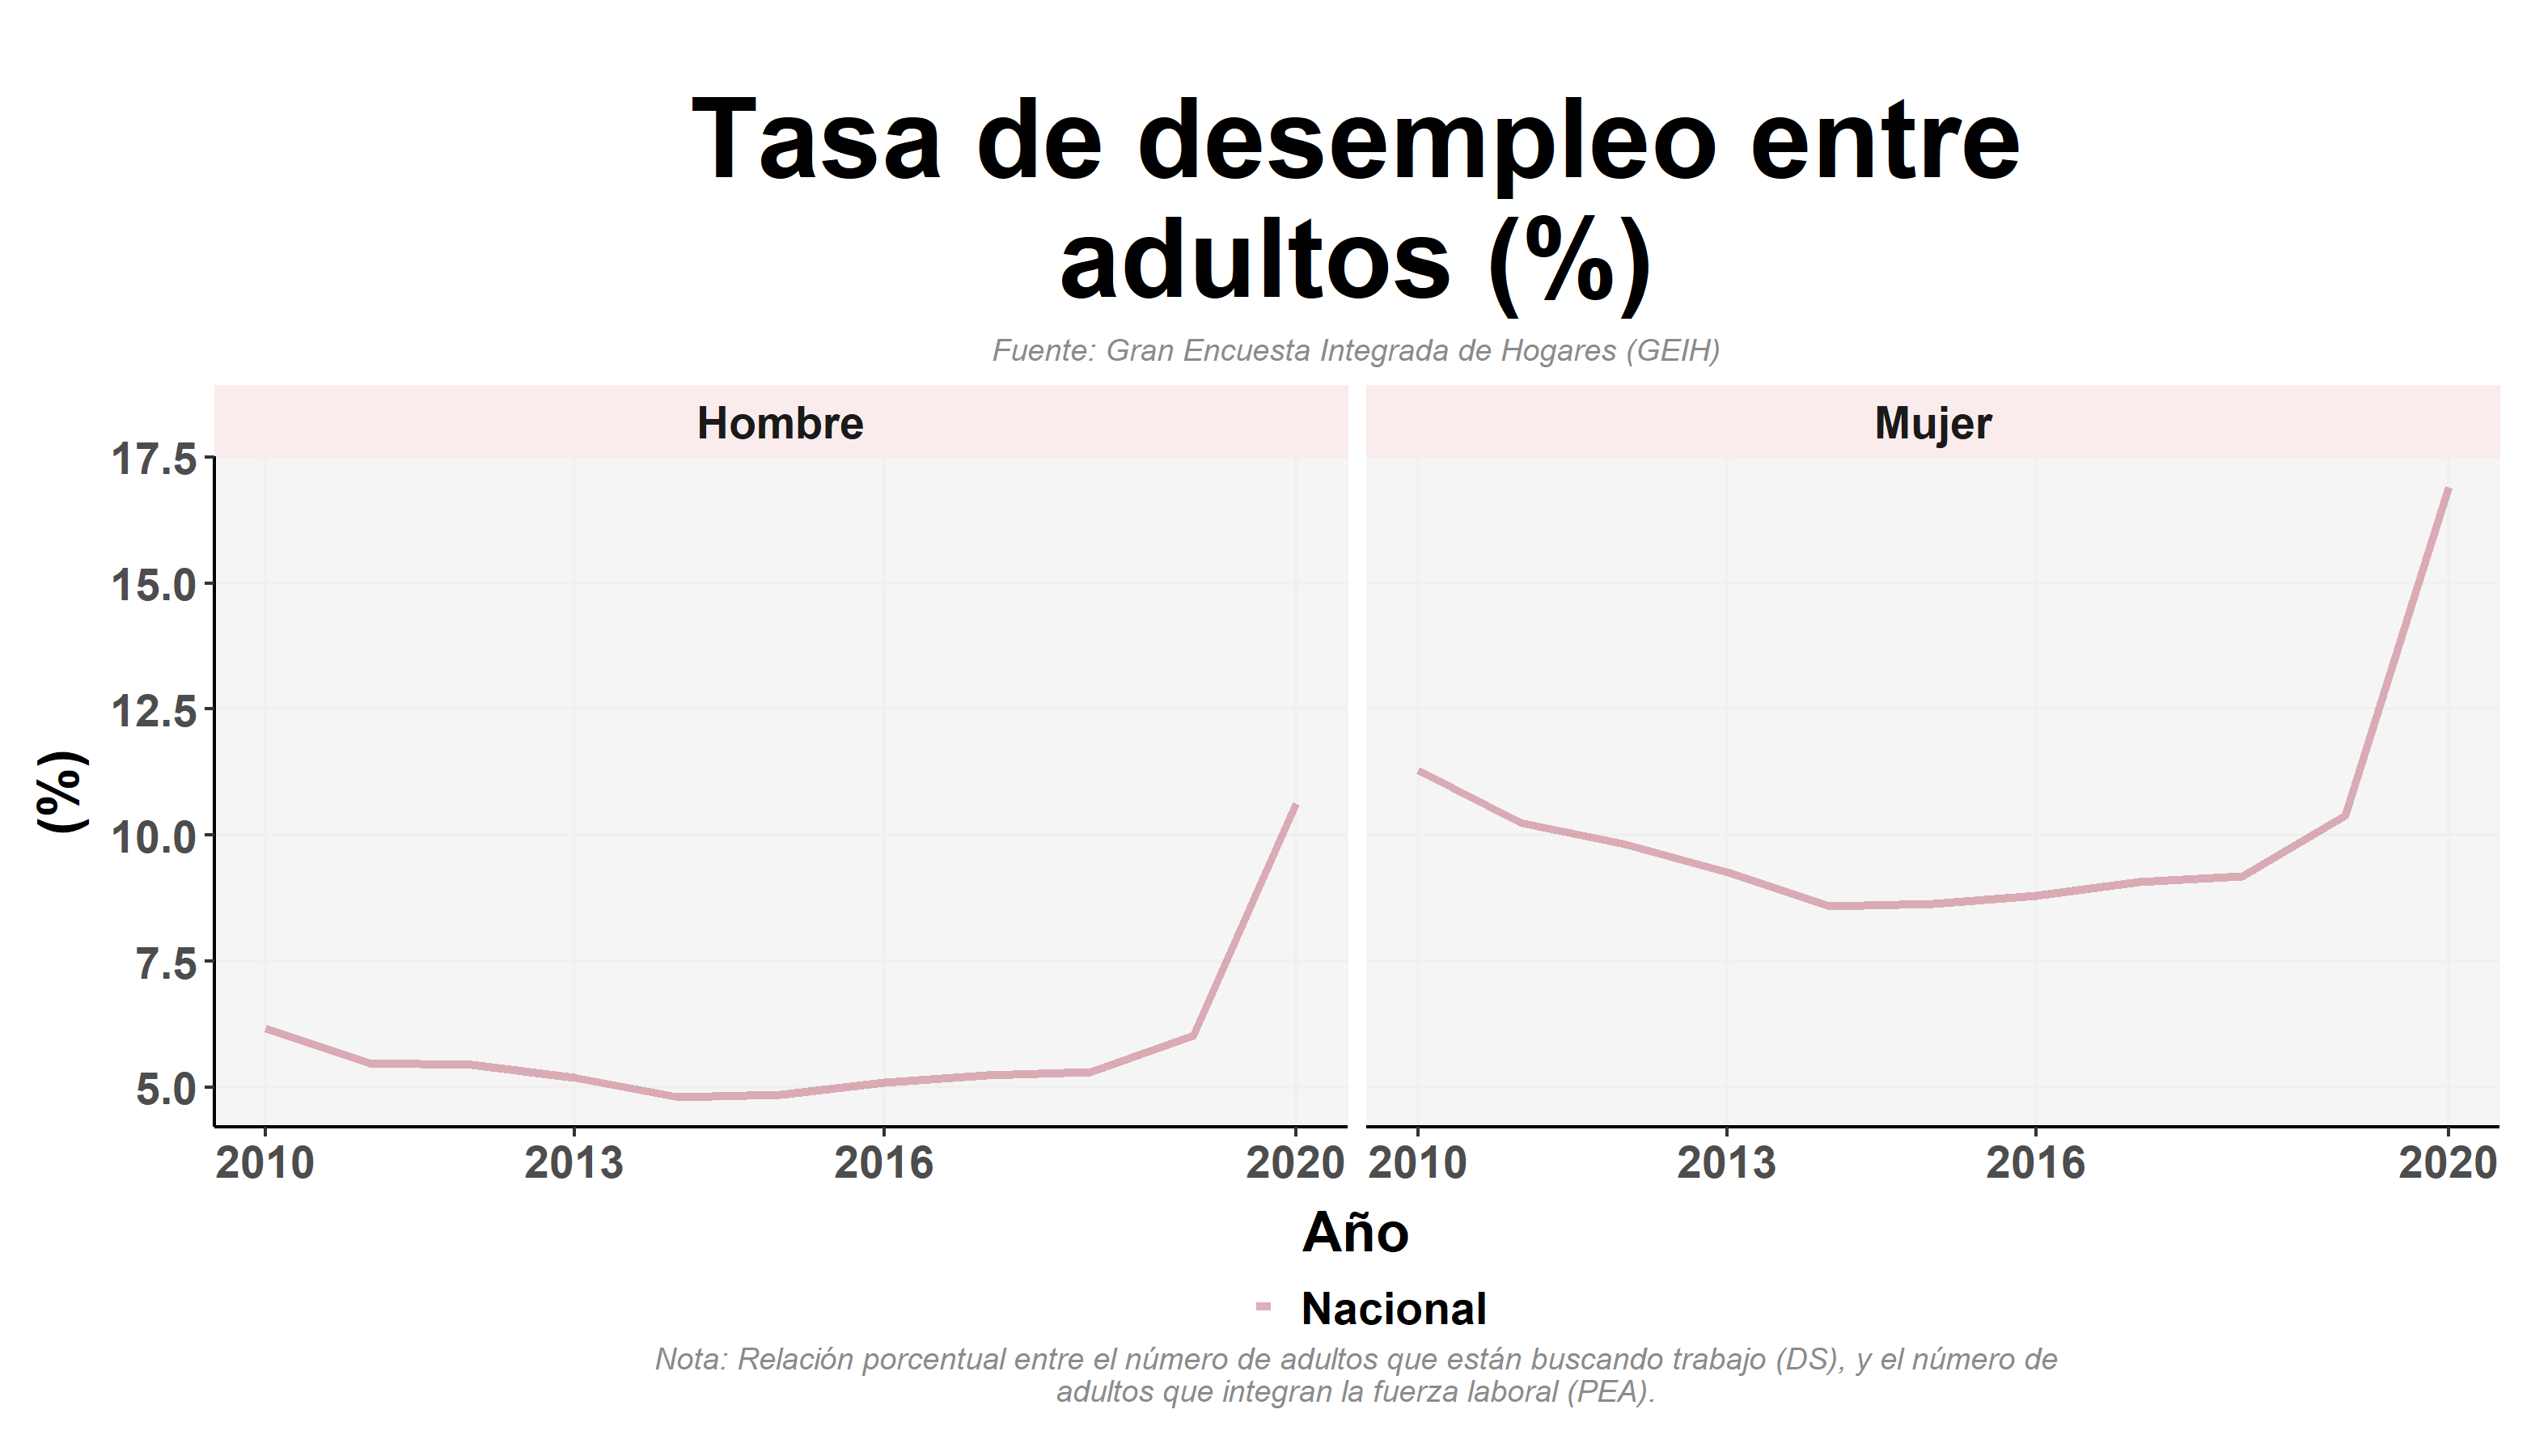 Tasa de desempleo entre
adultos (%)
Fuente: Gran Encuesta Integrada de Hogares (GEIH)
Hombre
Mujer
17.5
15.0
12.5
10.0
7.5
5.0
(%)
2010 2013 2016 2020
2010 2013 2016 2020
Año
Nacional
Nota: Relación porcentual entre el número de adultos que están buscando trabajo (DS), y el número de
adultos que integran la fuerza laboral (PEA).